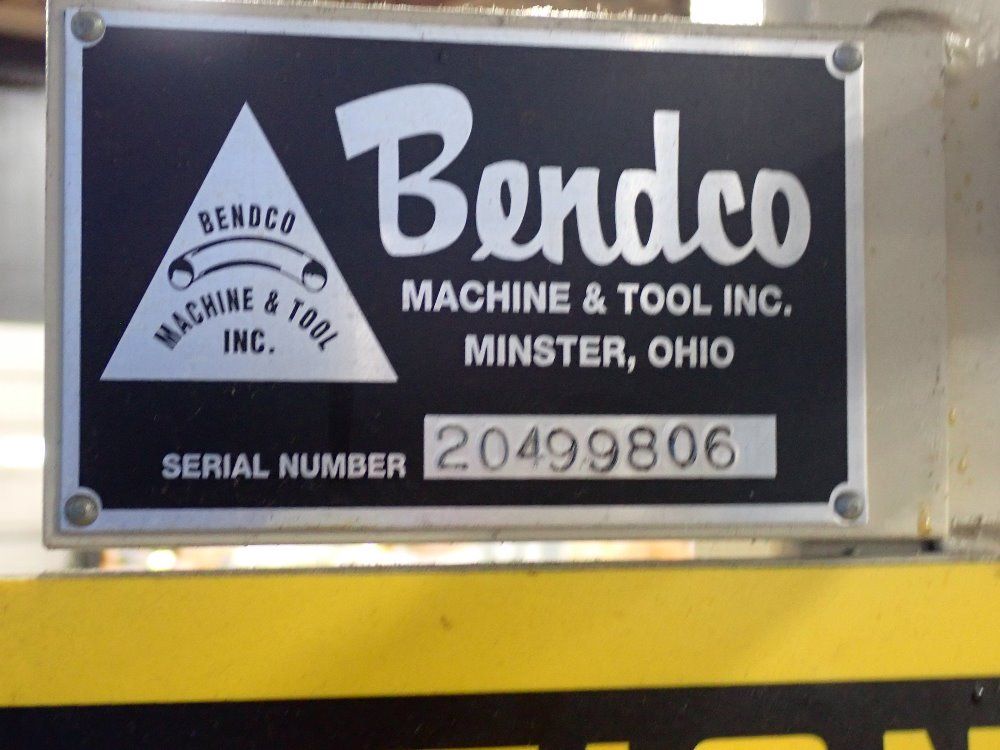 BENDCO
MACHINE & TOOL
INC.
Bendco
MACHINE & TOOL INC.
MINSTER, OHIO
SERIAL NUMBER 20499806